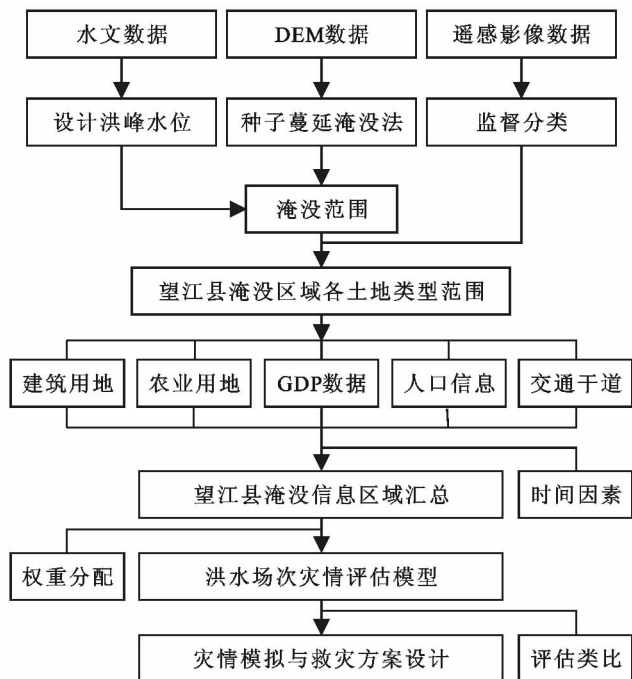 水文数据
DEM数据
遥感影像数据
设计洪峰水位
种子蔓延淹没法
监督分类
淹没范围
望江县淹没区域各土地类型范围
建筑用地
农业用地
GDP数据
人口信息
交通干道
望江县淹没信息区域汇总
时间因素
权重分配
洪水场次灾情评估模型
灾情模拟与救灾方案设计
评估类比